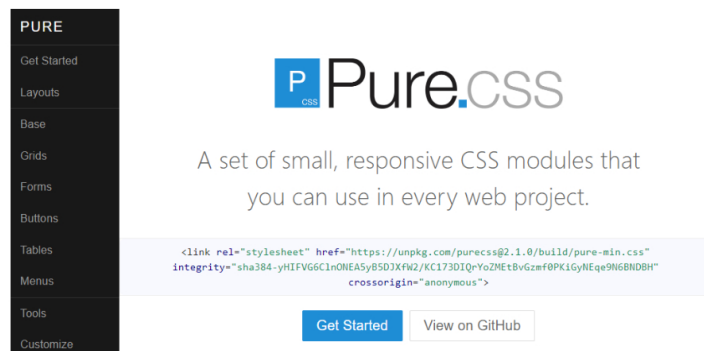 PURE
Get Started
Layouts
Base
Grids
Forms
Buttons
Tables
Menus
Tools
Customize
P
CSS
Pure.css
A set of small, responsive CSS modules that
you can use in every web project.
<link rel="stylesheet" href="https://unpkg.com/purecss@2.1.0/build/pure-min.css"
integrity="sha384-yHIFVG6ClnONEA5yB5DJXfW2/KC173DIQrYoZMEtBvGzmf0PKiGyNEqe9N6BNDBH"
crossorigin="anonymous">
Get Started
View on GitHub